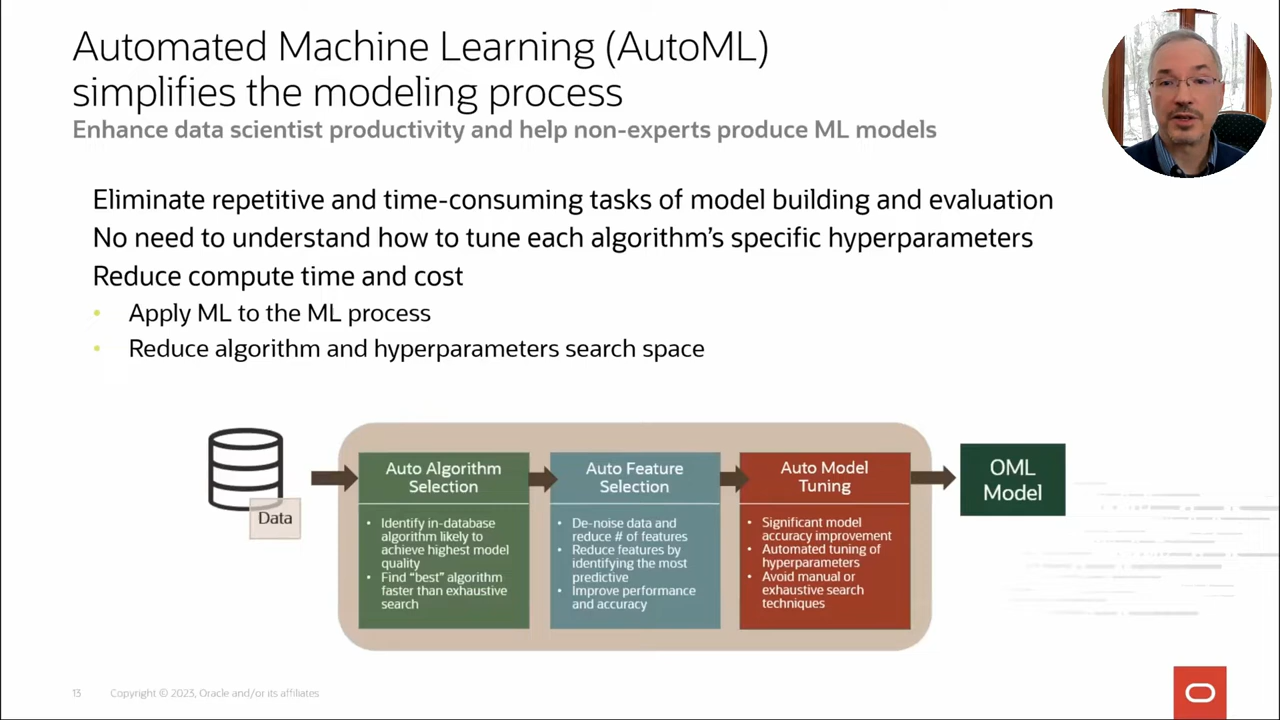 Automated Machine Learning (AutoML)
simplifies the modeling process
Enhance data scientist productivity and help non-experts produce ML models
Eliminate repetitive and time-consuming tasks of model building and evaluation
No need to understand how to tune each algorithm's specific hyperparameters
Reduce compute time and cost
• Apply ML to the ML process
• Reduce algorithm and hyperparameters search space
Data
Auto Algorithm
Selection
• Identify in-database
algorithm likely to
achieve highest model
quality
• Find “best” algorithm
faster than exhaustive
search
Auto Feature
Selection
• De-noise data and
reduce # of features
• Reduce features by
identifying the most
predictive
• Improve performance
and accuracy
Auto Model
Tuning
• Significant model
accuracy improvement
• Automated tuning of
hyperparameters
• Avoid manual or
exhaustive search
techniques
OML
Model
13 Copyright © 2023, Oracle and/or its affiliates